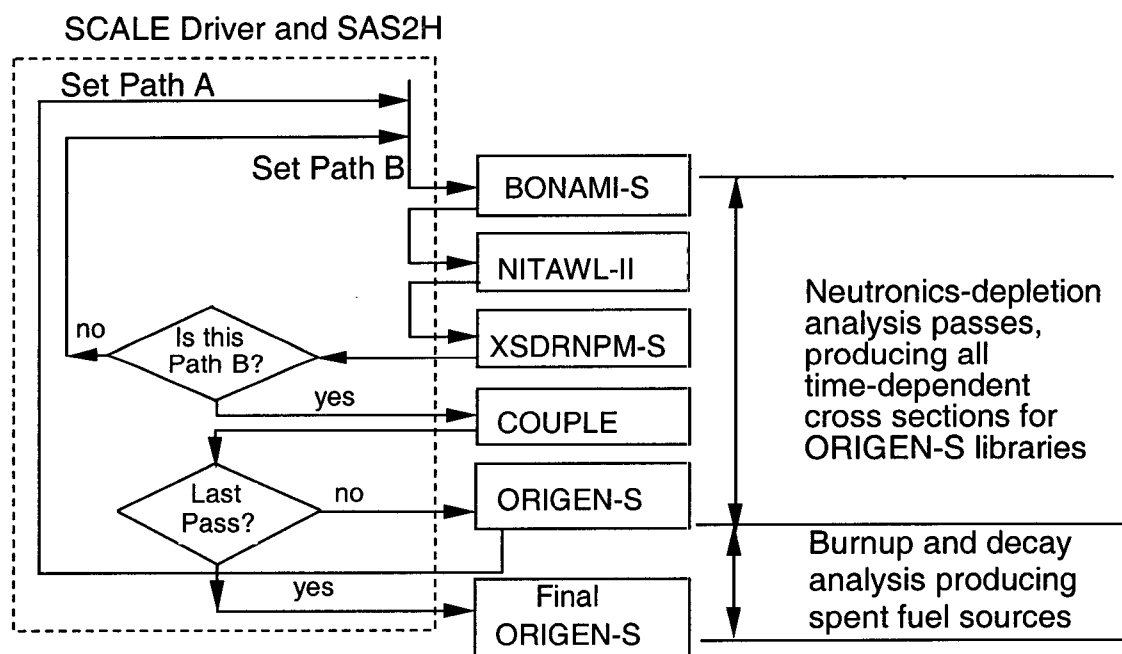 SCALE Driver and SAS2H
Set Path A
Set Path B
BONAMI-S
NITAWL-II
XSDRNPM-S
Is this
Path B?
no
yes
COUPLE
Last
Pass?
no
ORIGEN-S
yes
Final
ORIGEN-S
Neutronics-depletion
analysis passes,
producing all
time-dependent
cross sections for
ORIGEN-S libraries
Burnup and decay
analysis producing
spent fuel sources